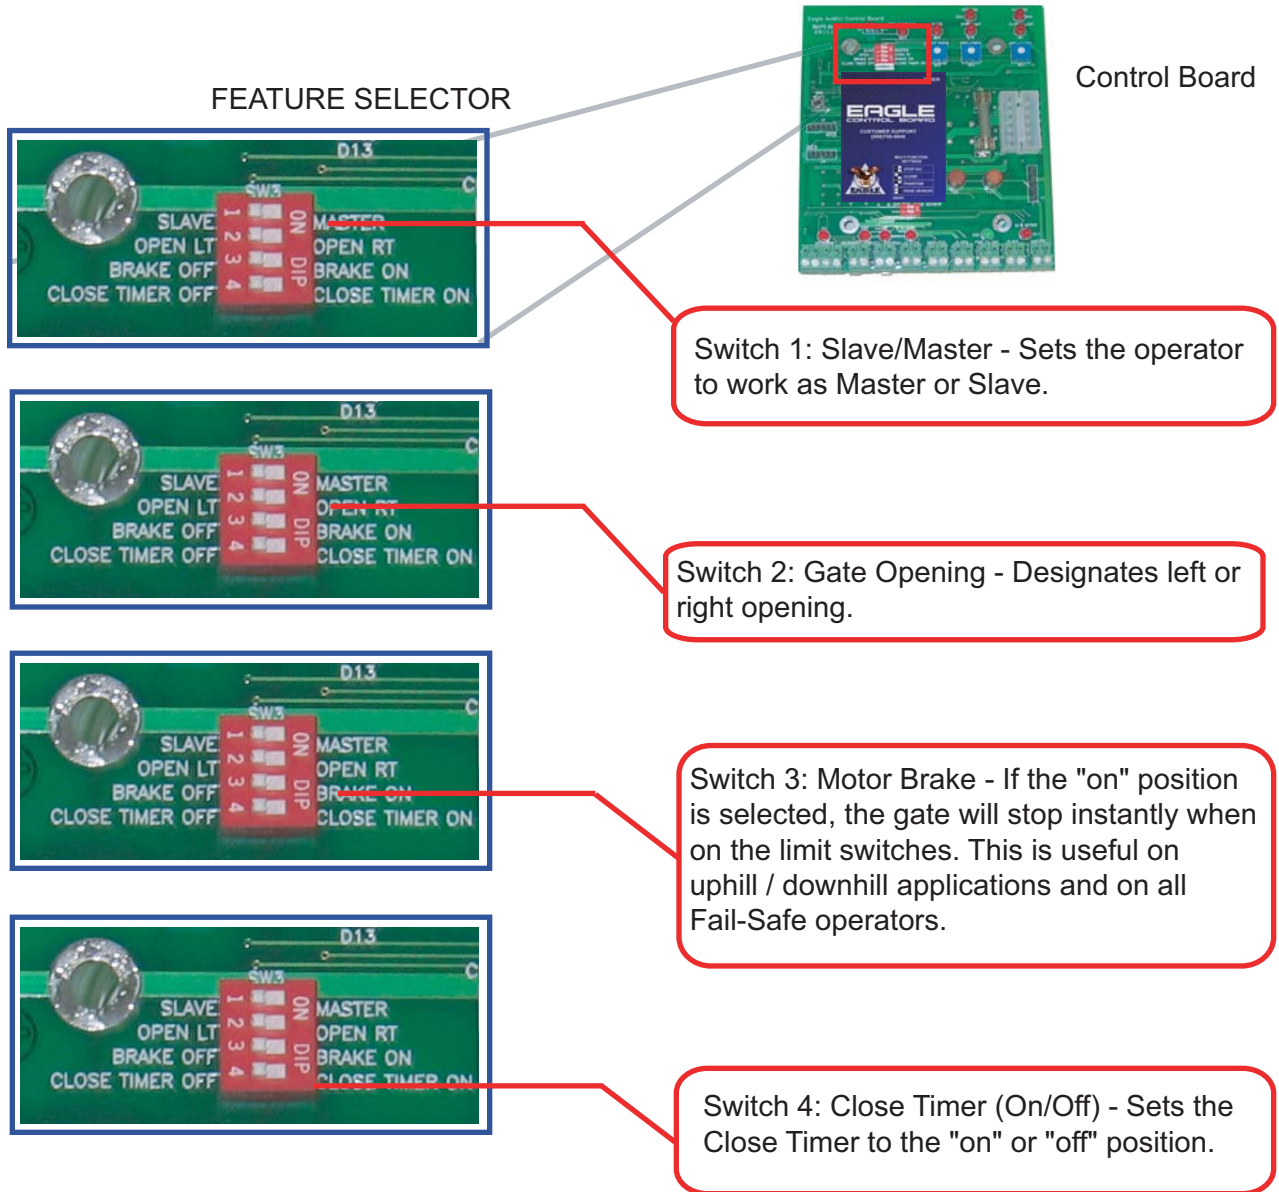 Control Board
FEATURE SELECTOR
Eagle
Control Board
EAGLE
CONTROL BOARD
CUSTOMER SUPPORT
MULTI-FUNCTION
SETTINGS
EAGLE
D13
C
SW3
SLAVE 1 ON MASTER
OPEN LT 2 OPEN RT
BRAKE OFF 3 DIP BRAKE ON
CLOSE TIMER OFF 4 CLOSE TIMER ON
Switch 1: Slave/Master - Sets the operator
to work as Master or Slave.
D13
C
SW3
SLAVE 1 ON MASTER
OPEN LT 2 OPEN RT
BRAKE OFF 3 DIP BRAKE ON
CLOSE TIMER OFF 4 CLOSE TIMER ON
Switch 2: Gate Opening - Designates left or
right opening.
D13
C
SW3
SLAVE 1 ON MASTER
OPEN LT 2 OPEN RT
BRAKE OFF 3 DIP BRAKE ON
CLOSE TIMER OFF 4 CLOSE TIMER ON
Switch 3: Motor Brake - If the "on" position
is selected, the gate will stop instantly when
on the limit switches. This is useful on
uphill / downhill applications and on all
Fail-Safe operators.
D13
C
SW3
SLAVE 1 ON MASTER
OPEN LT 2 OPEN RT
BRAKE OFF 3 DIP BRAKE ON
CLOSE TIMER OFF 4 CLOSE TIMER ON
Switch 4: Close Timer (On/Off) - Sets the
Close Timer to the "on" or "off" position.